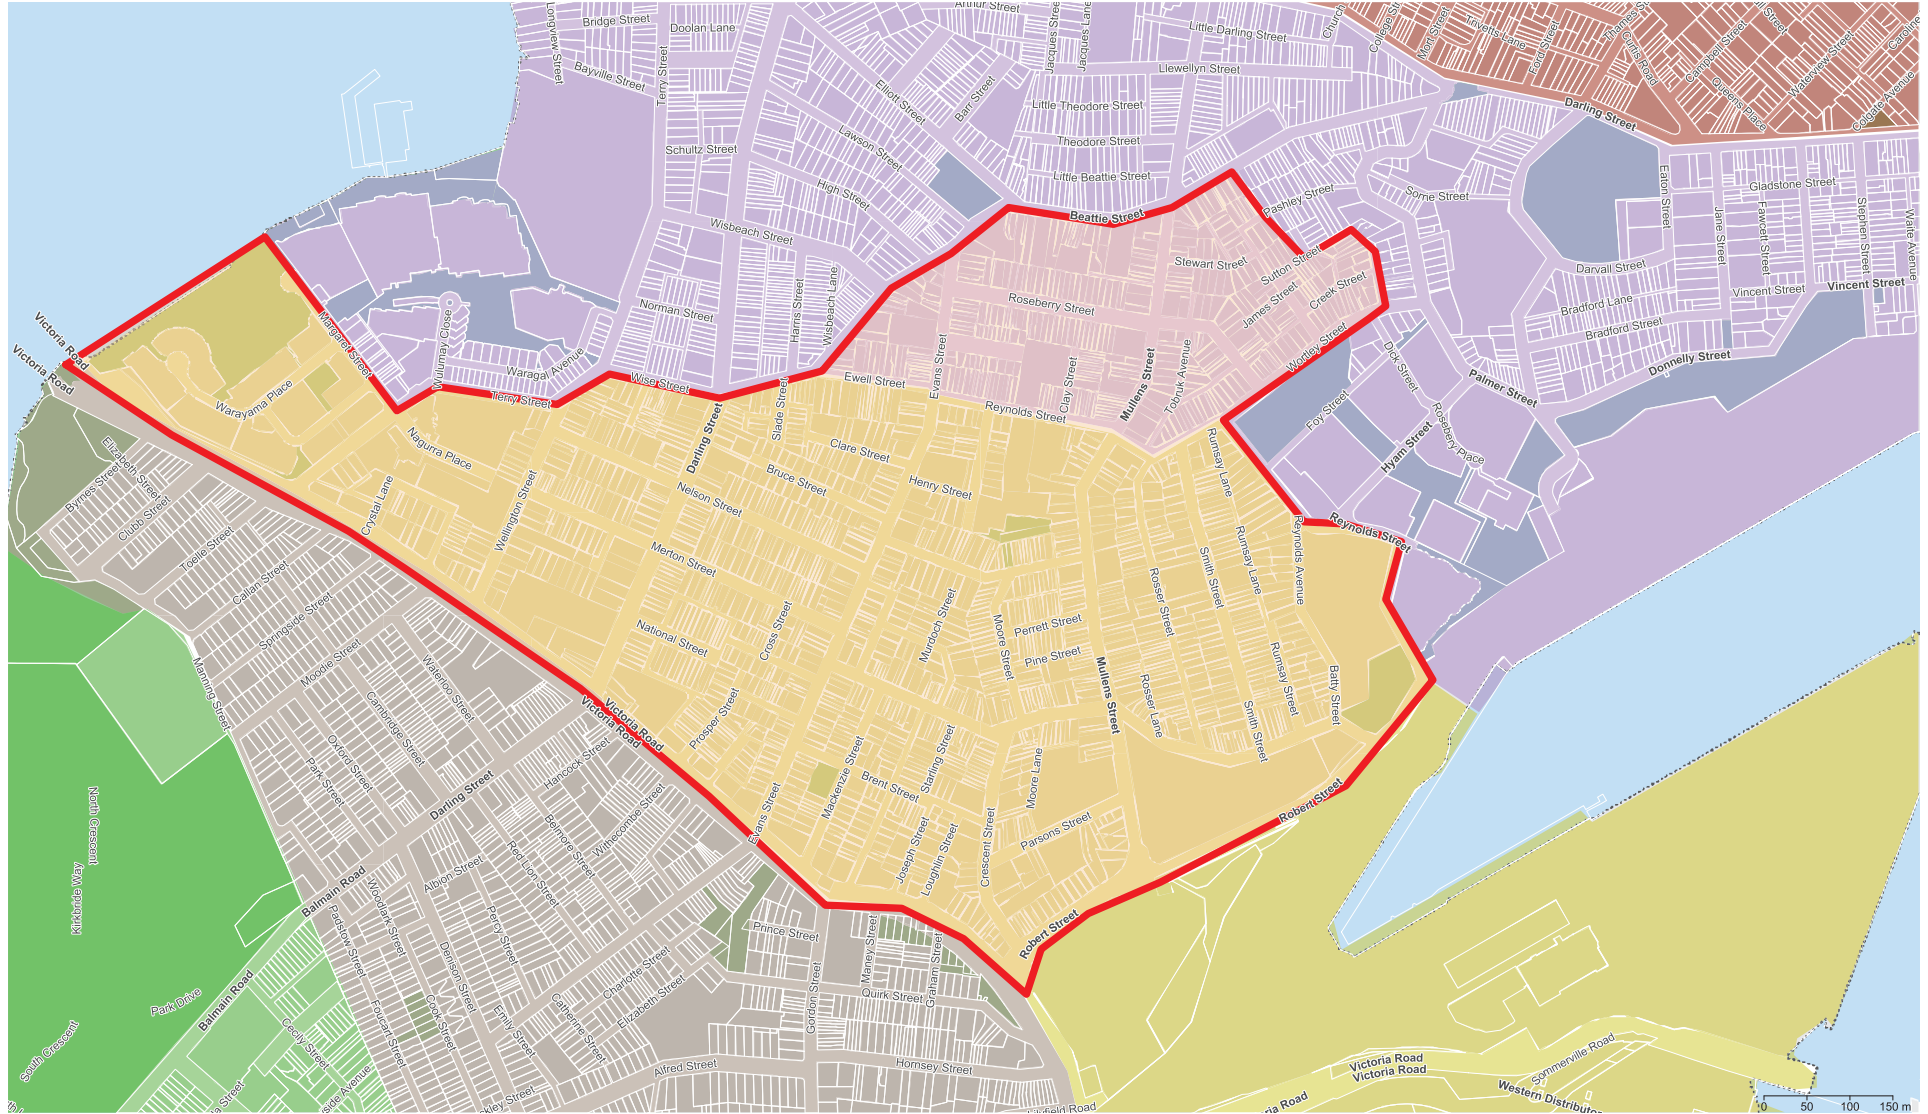 Longview Street
Bridge Street
Doolan Lane
Arthur Street
Jacques Lane
Little Darling Street
Church
Mort Street
Trivetts Lane
Ford Street
Curtis Road
Campbell Street
Waterview Street
Queens Place
Colgate Avenue
Bayville Street
Terry Street
Elliott Street
Barr Street
Llewellyn Street
Little Theodore Street
Theodore Street
Little Beattie Street
Darling Street
Schultz Street
Lawson Street
High Street
Wisbeach Street
Beattie Street
Pashley Street
Sorrie Street
Eaton Street
Gladstone Street
Jane Street
Fawcett Street
Stephen Street
Waite Avenue
Darvall Street
Vincent Street
Vincent Street
Bradford Lane
Bradford Street
Donnelly Street
Palmer Street
Stewart Street
Sutton Street
James Street
Creek Street
Wortley Street
Roseberry Street
Norman Street
Harris Street
Wisbeach Lane
Victoria Road
Victoria Road
Margaret Street
Wulumay Close
Waragal Avenue
Warayama Place
Terry Street
Wise Street
Darling Street
Slade Street
Ewell Street
Evans Street
Reynolds Street
Clay Street
Mullens Street
Tobruk Avenue
Dick Street
Foy Street
Hyam Street
Rosebery Place
Elizabeth Street
Byrnes Street
Clubb Street
Toelle Street
Callan Street
Springside Street
Moodie Street
Manning Street
Nagurra Place
Crystal Lane
Wellington Street
Nelson Street
Bruce Street
Clare Street
Henry Street
Rumsay Lane
Reynolds Street
Reynolds Avenue
Rumsay Lane
Smith Street
Rosser Street
Merton Street
National Street
Cross Street
Murdoch Street
Moore Street
Perrett Street
Pine Street
Mullens Street
Rosser Lane
Rumsay Street
Smith Street
Batty Street
Waterloo Street
Cambridge Street
Oxford Street
Park Street
Darling Street
Hancock Street
Victoria Road
Victoria Road
Prosper Street
Belmore Street
Withecombe Street
Red Lion Street
Albion Street
Evans Street
Mackenzie Street
Brent Street
Starling Street
Joseph Street
Loughlin Street
Crescent Street
Moore Lane
Parsons Street
Robert Street
Robert Street
North Crescent
Kirkbride Way
Park Drive
South Crescent
Balmain Road
Balmain Road
Padstow Street
Woodlark Street
Percy Street
Denison Street
Cook Street
Foucart Street
Emily Street
Catherine Street
Charlotte Street
Elizabeth Street
Cecily Street
Prince Street
Maney Street
Graham Street
Quirk Street
Gordon Street
Alfred Street
Hornsey Street
Victoria Road
Victoria Road
Sommerville Road
0 50 100 150 m